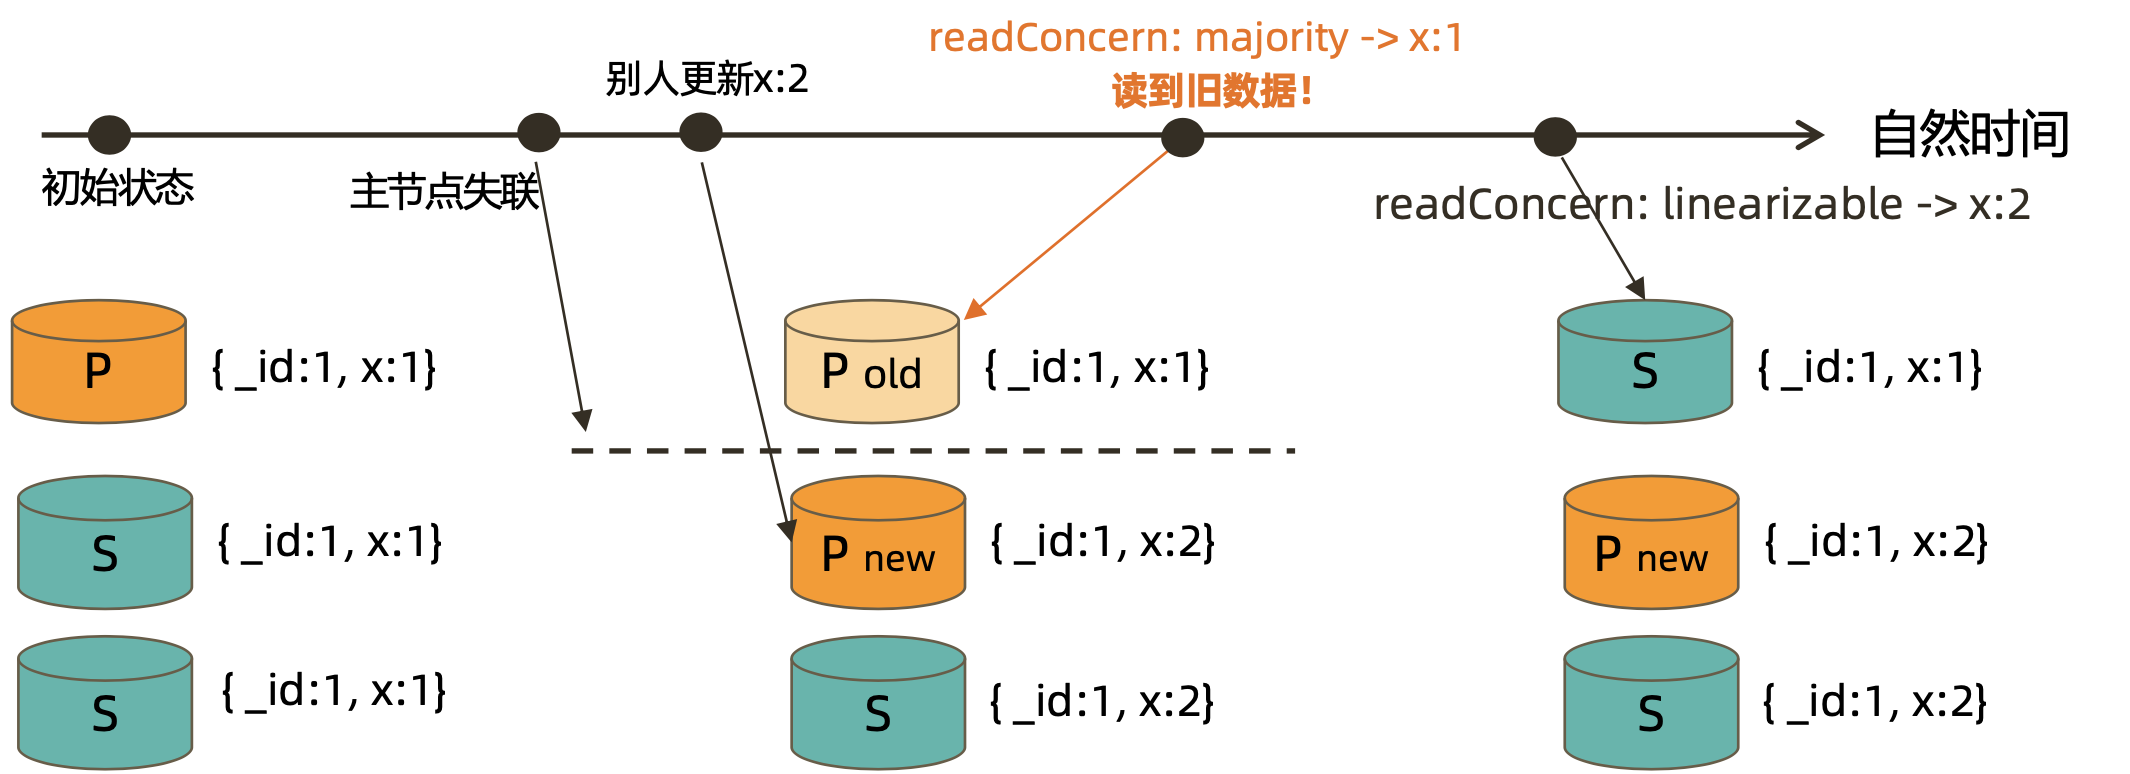 readConcern: majority -> x:1
读到旧数据！
别人更新x:2
自然时间
初始状态
主节点失联
readConcern: linearizable -> x:2
P { _id:1, x:1}
P old { _id:1, x:1}
S { _id:1, x:1}
S { _id:1, x:1}
P new { _id:1, x:2}
P new { _id:1, x:2}
S { _id:1, x:1}
S { _id:1, x:2}
S { _id:1, x:2}